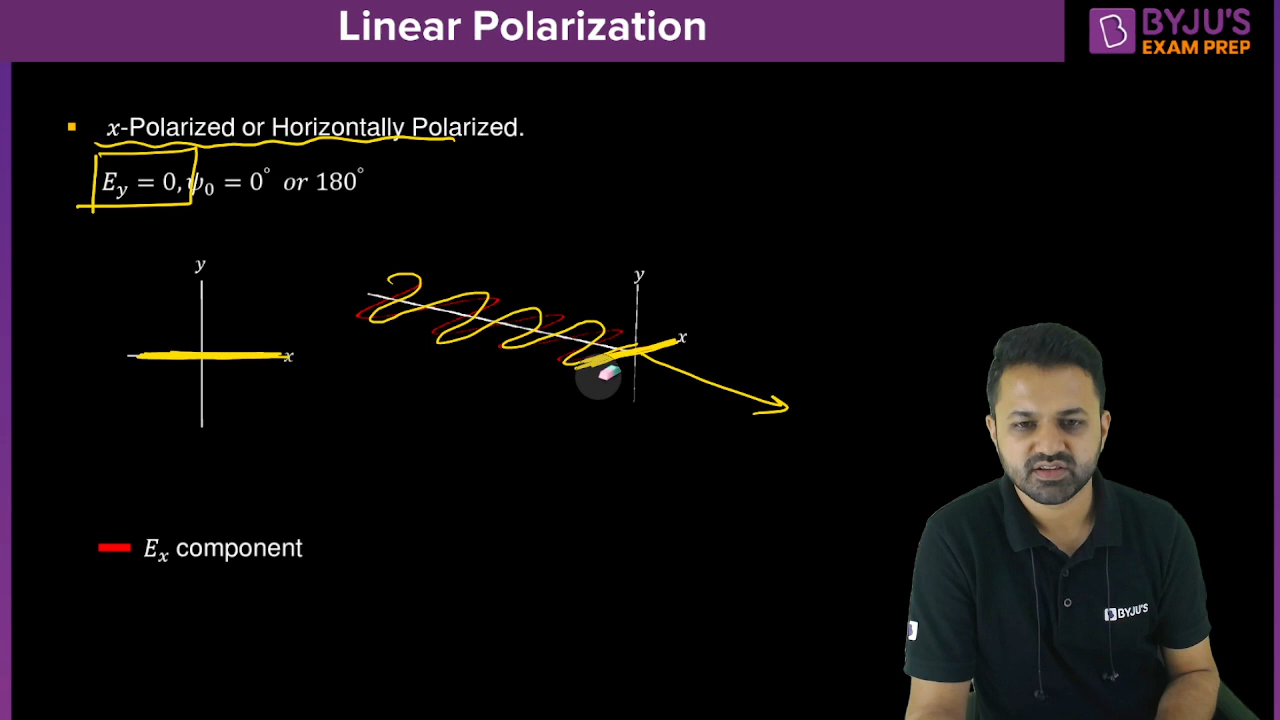 Linear Polarization
BYJU'S
EXAM PREP
x-Polarized or Horizontally Polarized.
E_y = 0, ψ_0 = 0° or 180°
y
x
y
x
E_x component
BYJU'S